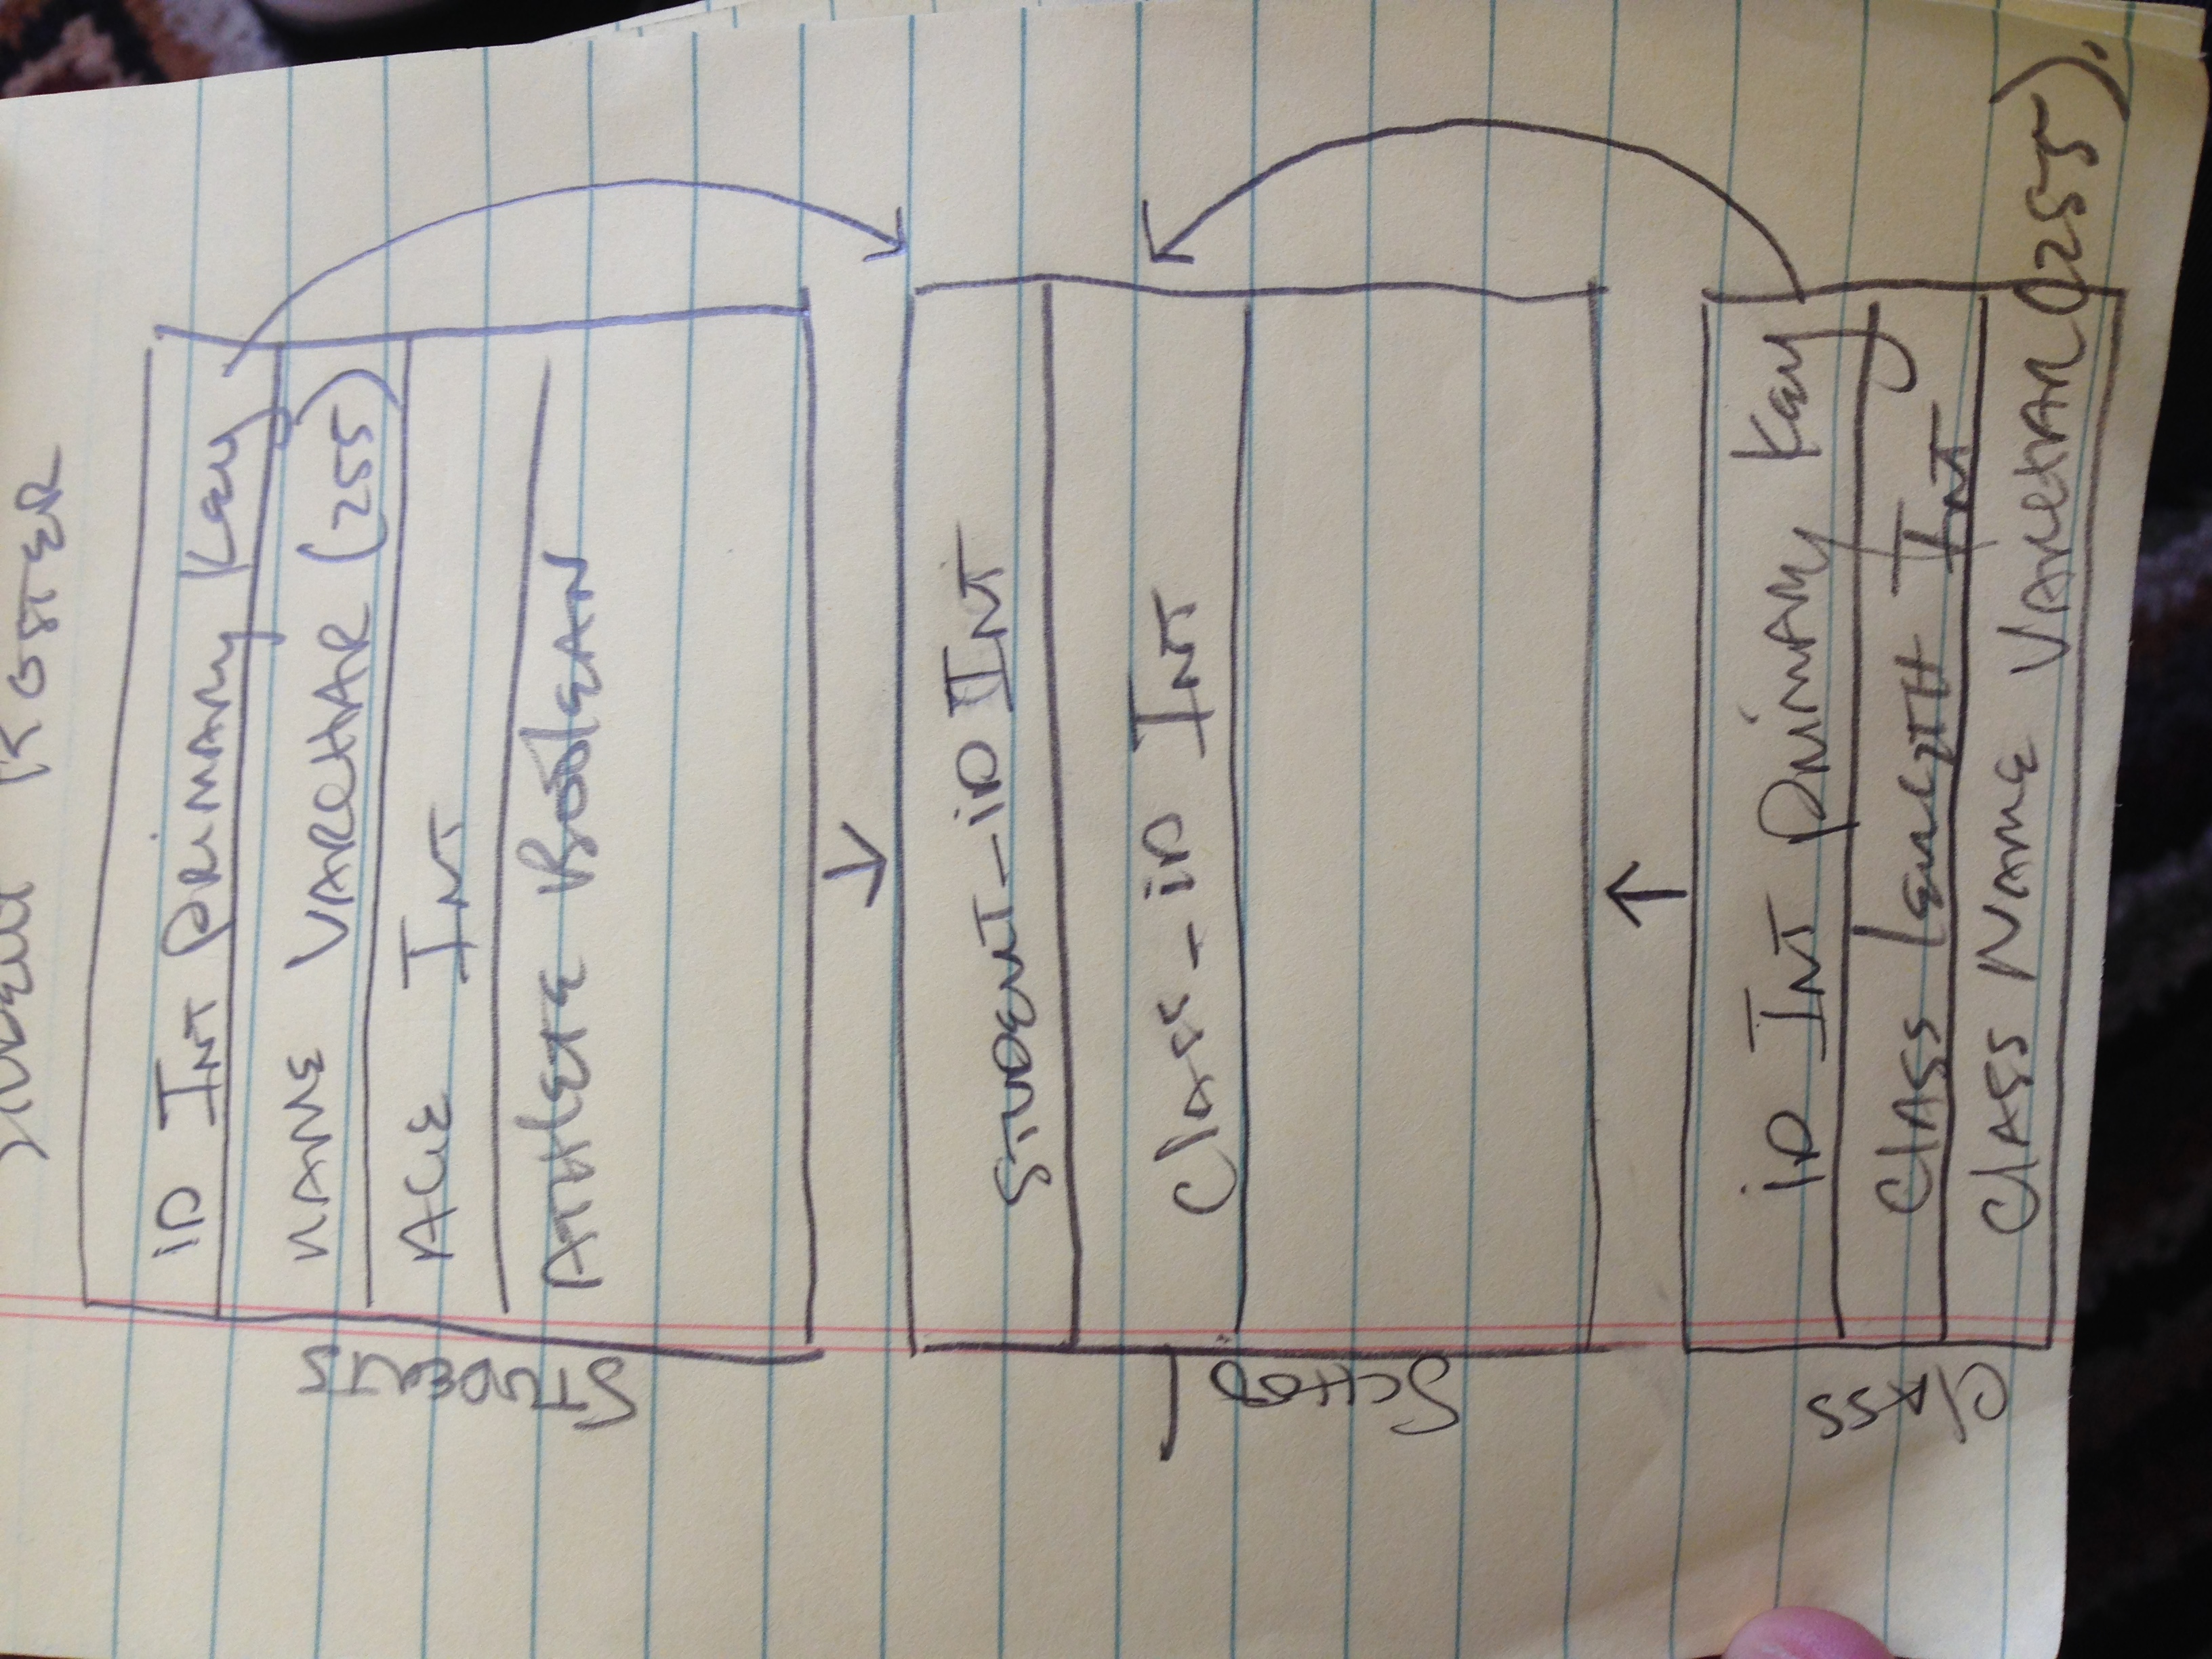 STUDENT ROSTER
STUDENTS
iD INT PRiMARy Key
NAME VARCHAR (255)
AGE INT
ATHlETE BOOlEAN
SCHOOl
STUDENT_iD INT
ClASS_iD INT
ClASS
iD INT PRiMARy Key
ClASS lENGTH INT
ClASS NAME VARCHAR (255).